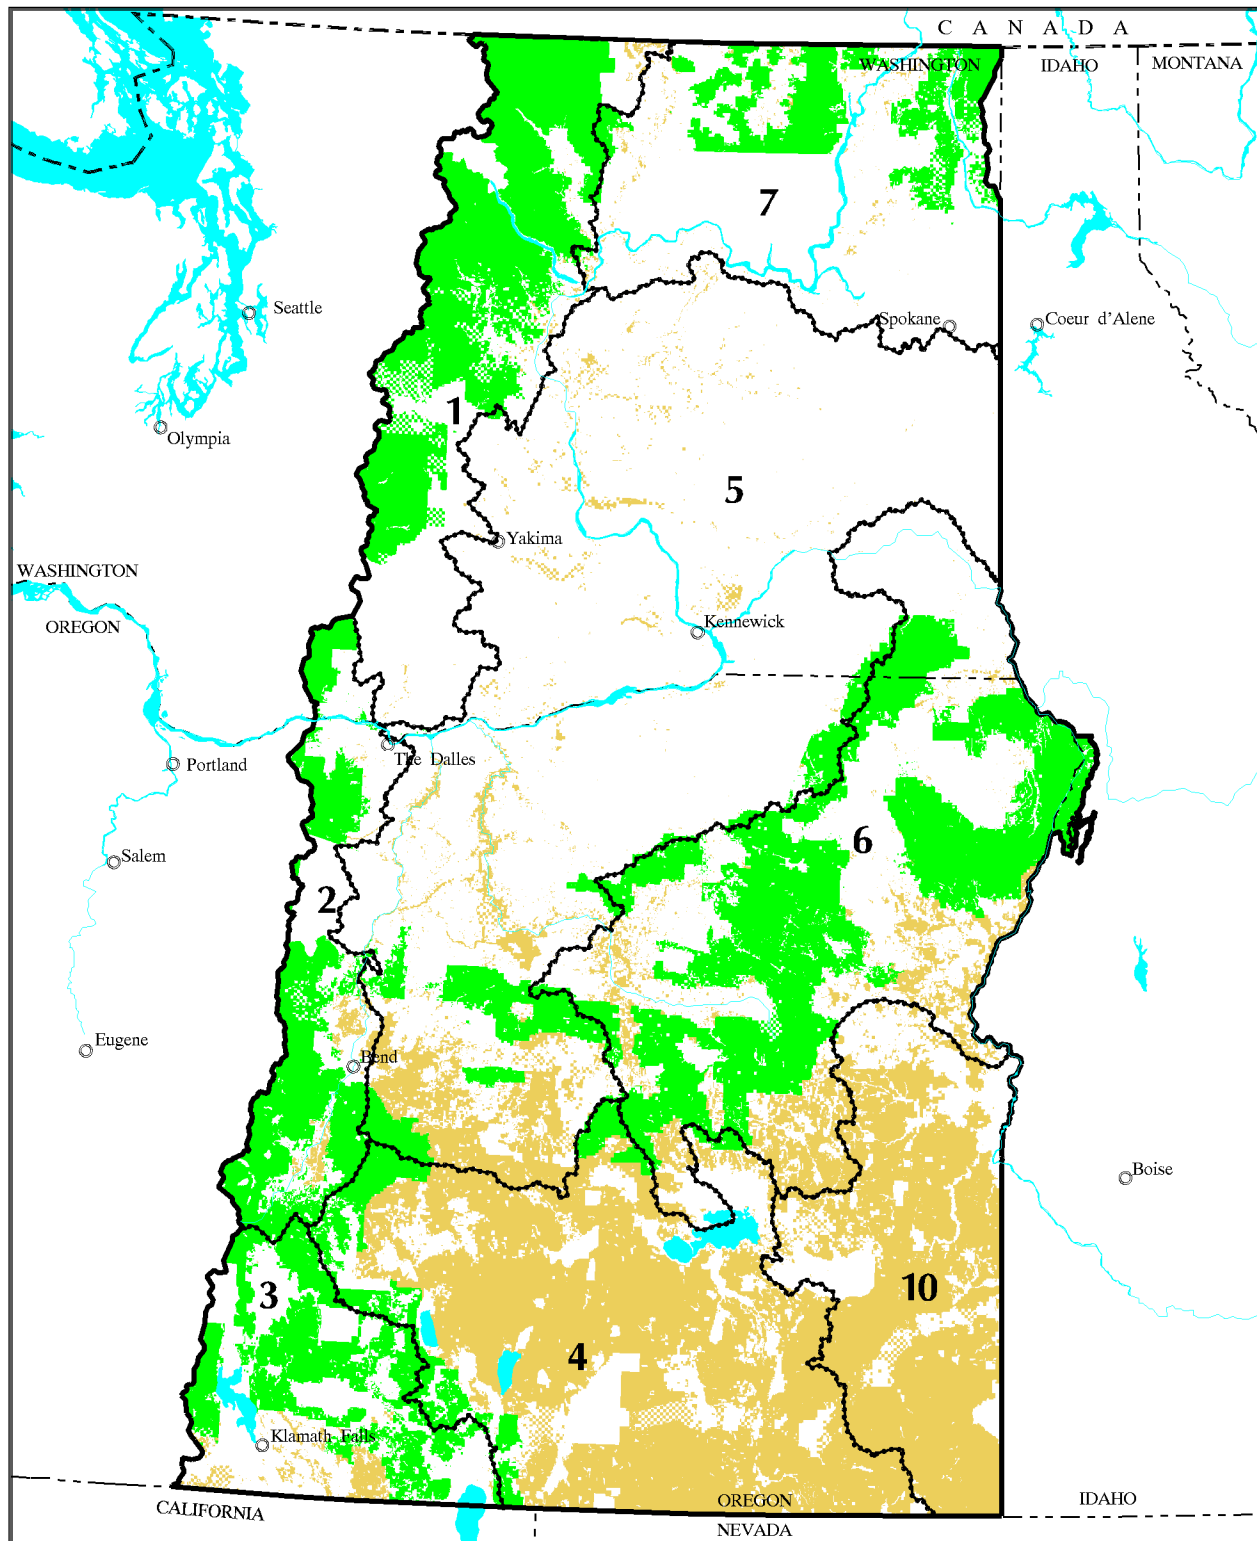 C A N A D A
WASHINGTON
IDAHO
MONTANA
7
Seattle
Spokane
Coeur d'Alene
1
Olympia
5
Yakima
WASHINGTON
OREGON
Kennewick
The Dalles
Portland
6
Salem
2
Eugene
Bend
Boise
10
3
4
Klamath Falls
CALIFORNIA
OREGON
NEVADA
IDAHO